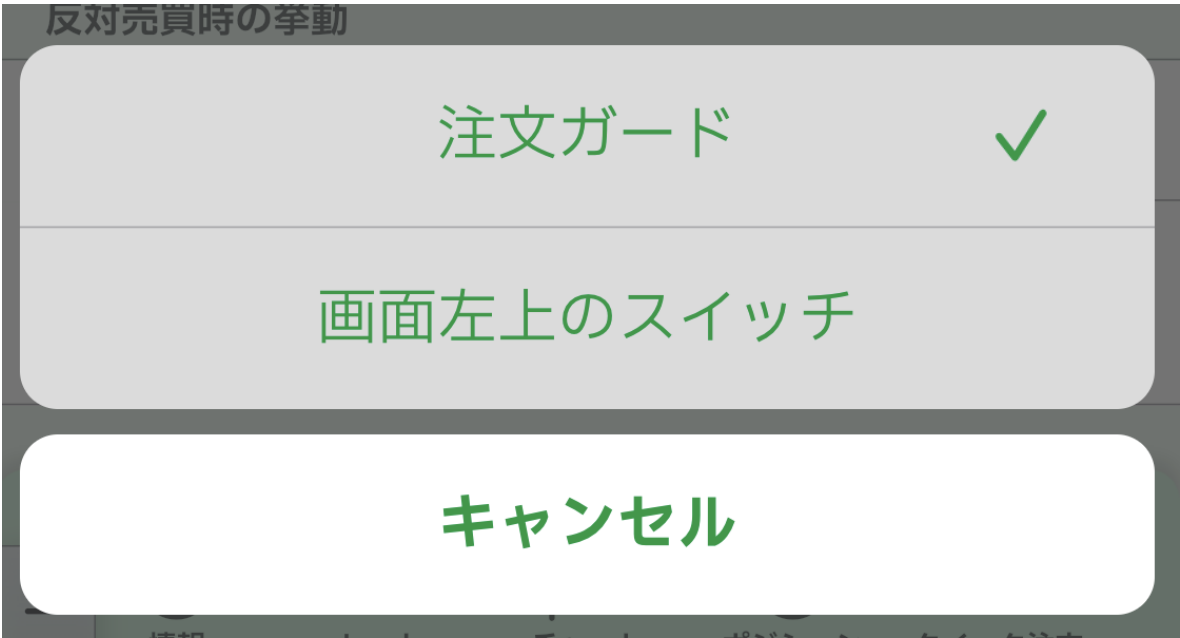 反対売買時の挙動
注文ガード
画面左上のスイッチ
キャンセル